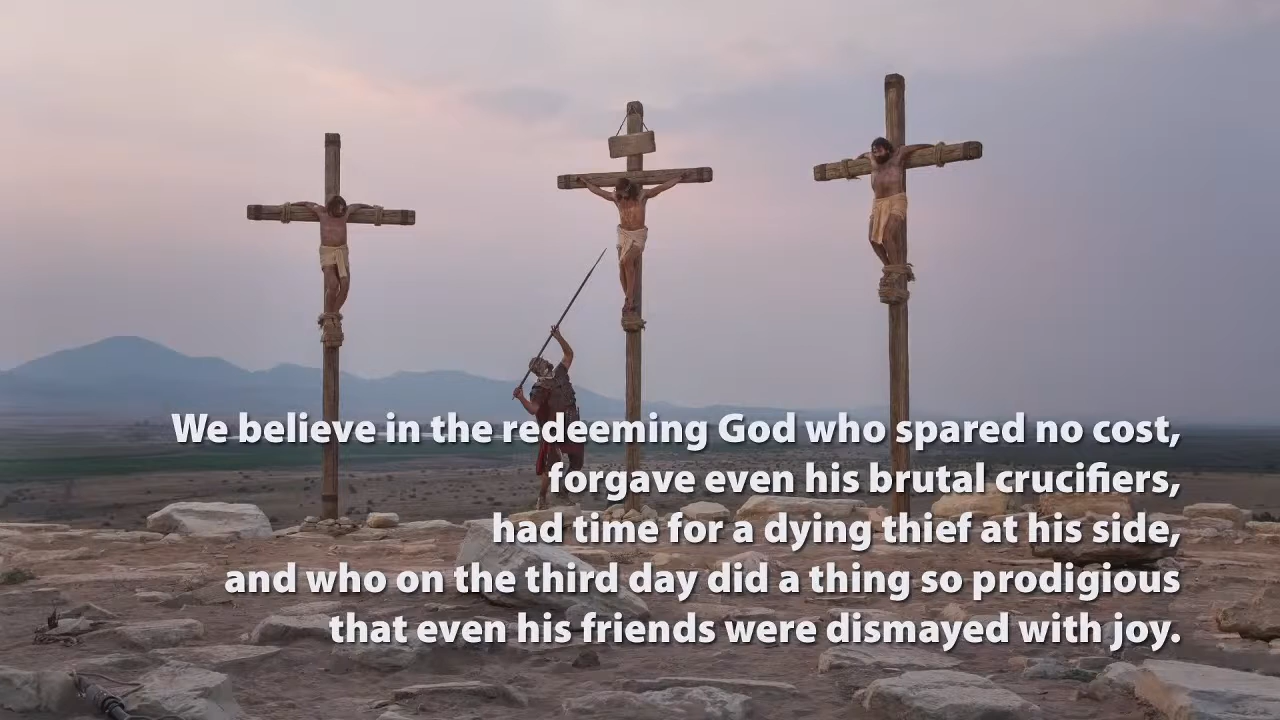 We believe in the redeeming God who spared no cost,
forgave even his brutal crucifiers,
had time for a dying thief at his side,
and who on the third day did a thing so prodigious
that even his friends were dismayed with joy.